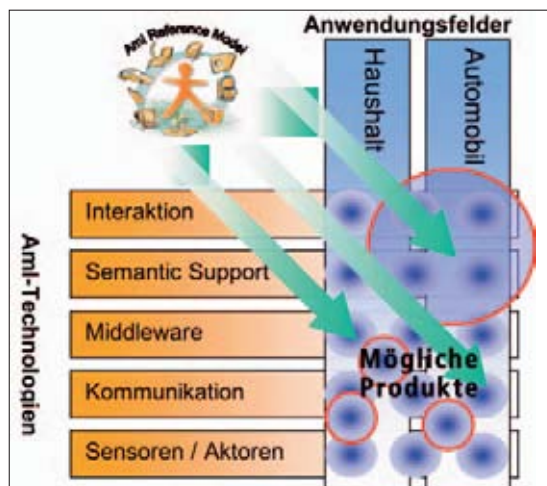 AmI Reference Model
Anwendungsfelder
Haushalt
Automobil
AmI-Technologien
Interaktion
Semantic Support
Middleware
Kommunikation
Sensoren / Aktoren
Mögliche
Produkte